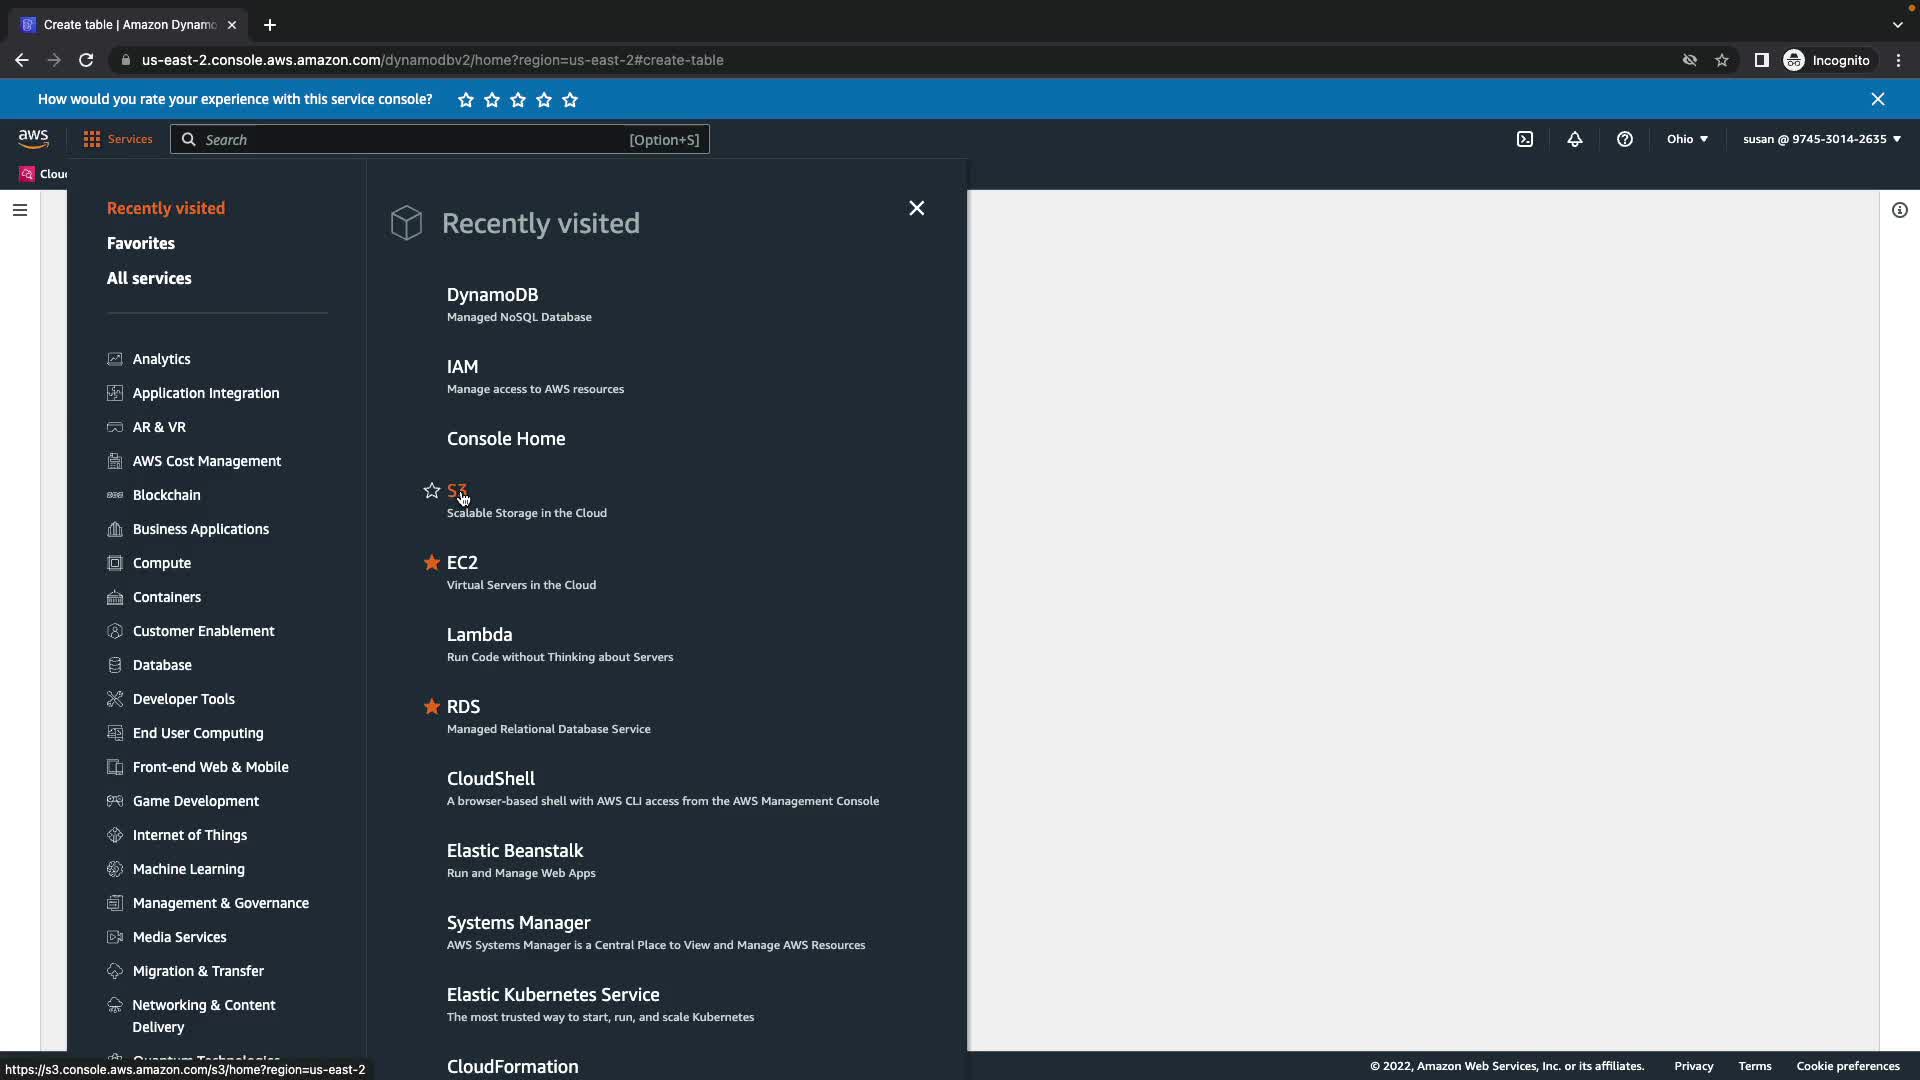 Create table | Amazon Dynamo
us-east-2.console.aws.amazon.com/dynamodbv2/home?region=us-east-2#create-table
Incognito
How would you rate your experience with this service console?
aws
Services
Search
[Option+S]
Ohio
susan @ 9745-3014-2635
Clou
Recently visited
Favorites
All services
Analytics
Application Integration
AR & VR
AWS Cost Management
Blockchain
Business Applications
Compute
Containers
Customer Enablement
Database
Developer Tools
End User Computing
Front-end Web & Mobile
Game Development
Internet of Things
Machine Learning
Management & Governance
Media Services
Migration & Transfer
Networking & Content
Delivery
Recently visited
DynamoDB
Managed NoSQL Database
IAM
Manage access to AWS resources
Console Home
S3
Scalable Storage in the Cloud
EC2
Virtual Servers in the Cloud
Lambda
Run Code without Thinking about Servers
RDS
Managed Relational Database Service
CloudShell
A browser-based shell with AWS CLI access from the AWS Management Console
Elastic Beanstalk
Run and Manage Web Apps
Systems Manager
AWS Systems Manager is a Central Place to View and Manage AWS Resources
Elastic Kubernetes Service
The most trusted way to start, run, and scale Kubernetes
CloudFormation
https://s3.console.aws.amazon.com/s3/home?region=us-east-2
© 2022, Amazon Web Services, Inc. or its affiliates.
Privacy
Terms
Cookie preferences